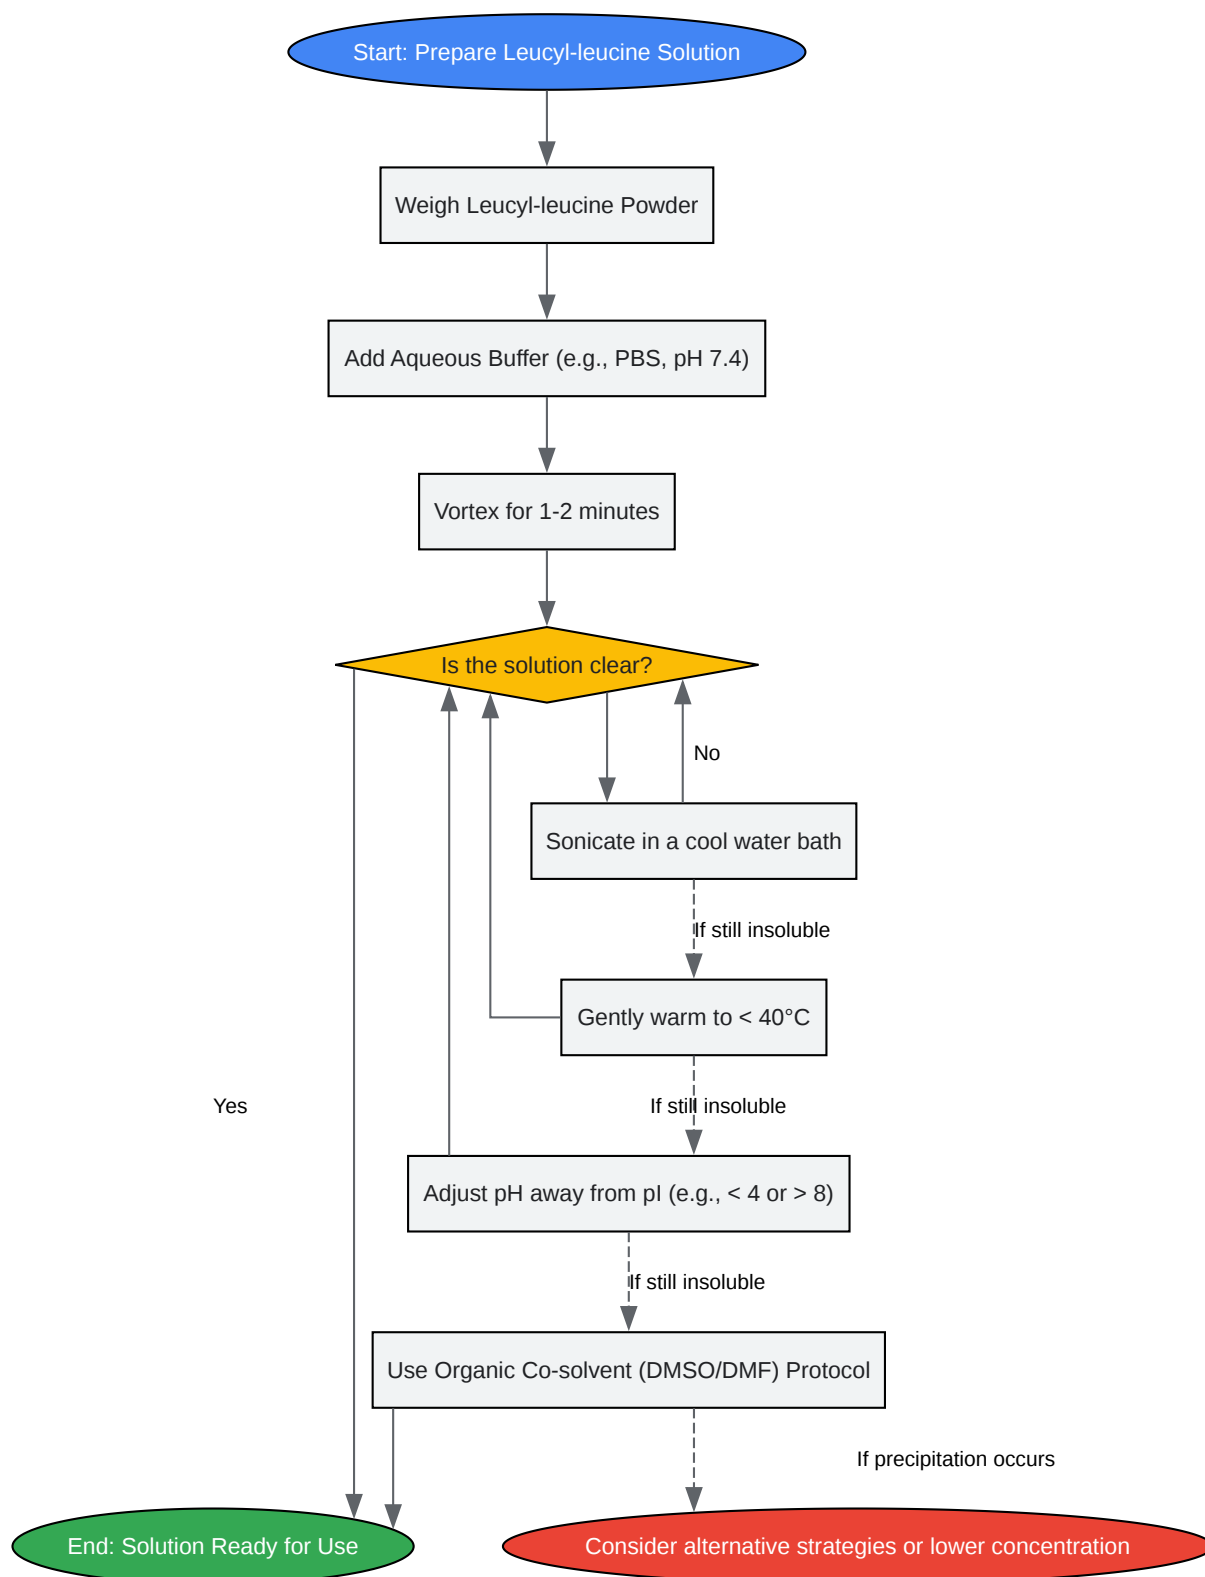 Start: Prepare Leucyl-leucine Solution
Weigh Leucyl-leucine Powder
Add Aqueous Buffer (e.g., PBS, pH 7.4)
Vortex for 1-2 minutes
Is the solution clear?
No
Sonicate in a cool water bath
If still insoluble
Gently warm to < 40°C
Yes
If still insoluble
Adjust pH away from pI (e.g., < 4 or > 8)
If still insoluble
Use Organic Co-solvent (DMSO/DMF) Protocol
If precipitation occurs
End: Solution Ready for Use
Consider alternative strategies or lower concentration